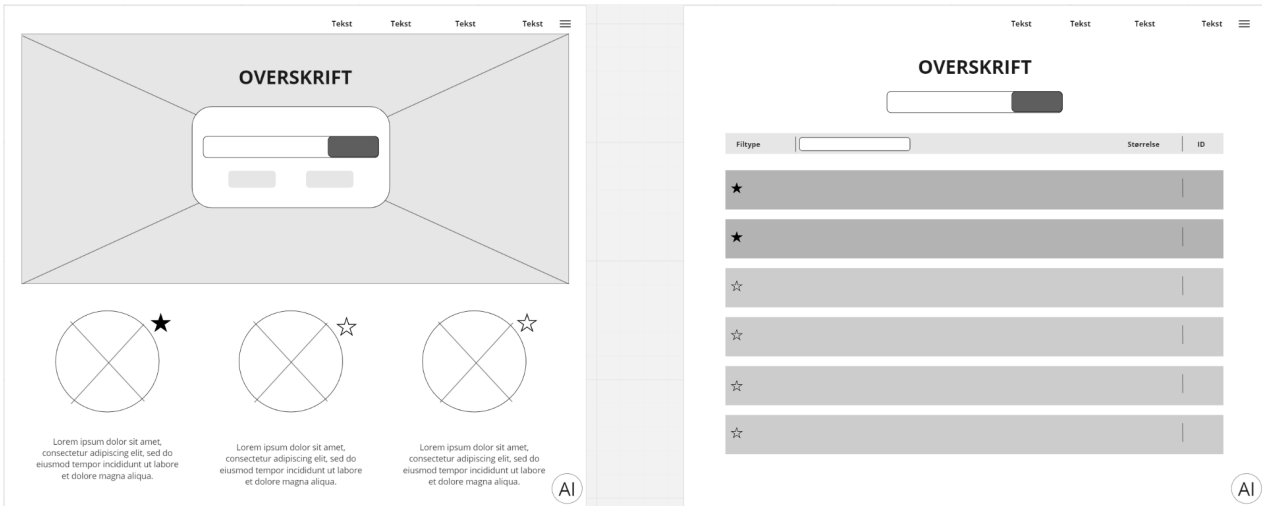 Tekst Tekst Tekst Tekst
OVERSKRIFT
Lorem ipsum dolor sit amet,
consectetur adipiscing elit, sed do
eiusmod tempor incididunt ut labore
et dolore magna aliqua.
Lorem ipsum dolor sit amet,
consectetur adipiscing elit, sed do
eiusmod tempor incididunt ut labore
et dolore magna aliqua.
Lorem ipsum dolor sit amet,
consectetur adipiscing elit, sed do
eiusmod tempor incididunt ut labore
et dolore magna aliqua.
AI
Tekst Tekst Tekst Tekst
OVERSKRIFT
Filtype Størrelse ID
AI